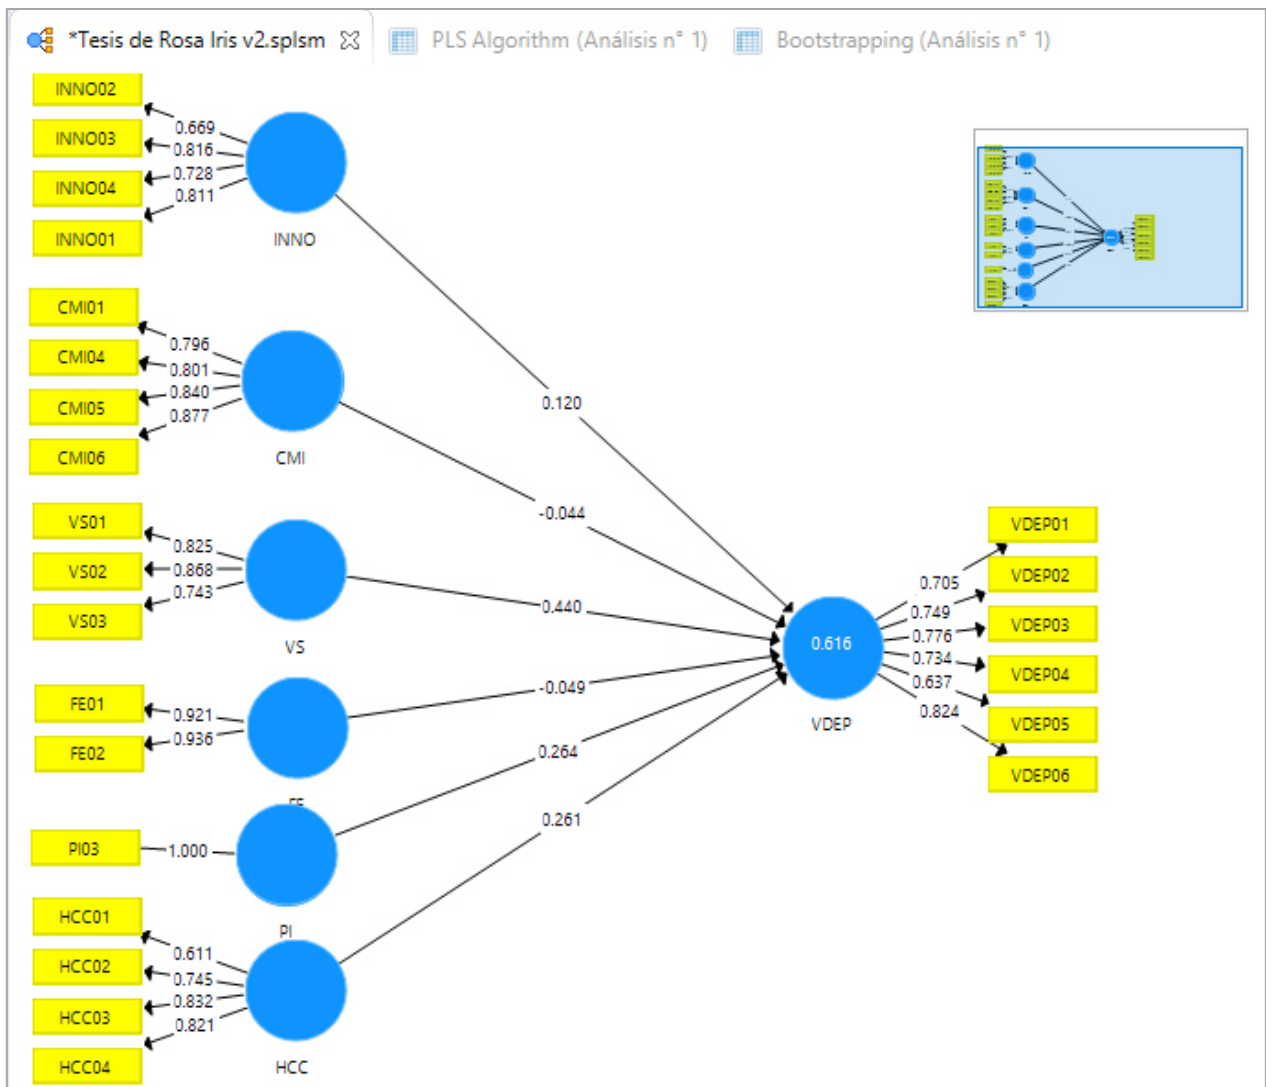 *Tesis de Rosa Iris v2.splsm PLS Algorithm (Análisis n° 1) Bootstrapping (Análisis n° 1)
INNO02
0.669
INNO03
0.816
0.728
INNO04
0.811
INNO01
INNO
CMI01
0.796
CMI04
0.801
0.840
CMI05
0.877
CMI06
CMI
VS01
0.825
VS02
0.868
0.743
VS03
VS
FE01
0.921
0.936
FE02
FE
PI03
1.000
PI
HCC01
0.611
HCC02
0.745
0.832
HCC03
0.821
HCC04
HCC
0.120
-0.044
0.440
-0.049
0.264
0.261
0.616
VDEP
VDEP01
0.705
VDEP02
0.749
VDEP03
0.776
0.734
VDEP04
0.637
VDEP05
0.824
VDEP06